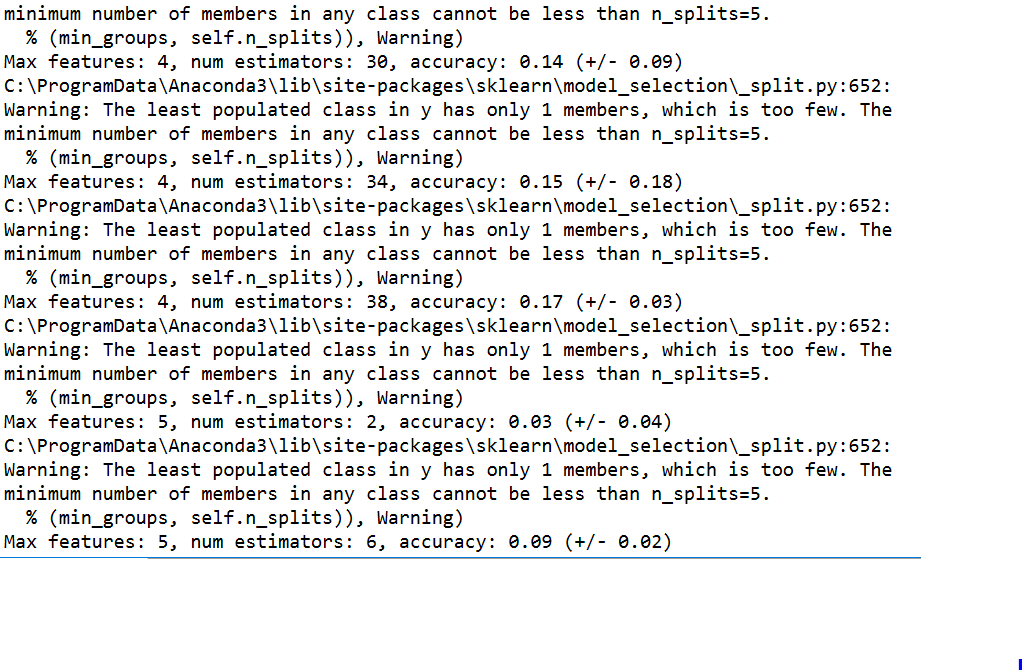 minimum number of members in any class cannot be less than n_splits=5.
  % (min_groups, self.n_splits)), Warning)
Max features: 4, num estimators: 30, accuracy: 0.14 (+/- 0.09)
C:\ProgramData\Anaconda3\lib\site-packages\sklearn\model_selection\_split.py:652:
Warning: The least populated class in y has only 1 members, which is too few. The
minimum number of members in any class cannot be less than n_splits=5.
  % (min_groups, self.n_splits)), Warning)
Max features: 4, num estimators: 34, accuracy: 0.15 (+/- 0.18)
C:\ProgramData\Anaconda3\lib\site-packages\sklearn\model_selection\_split.py:652:
Warning: The least populated class in y has only 1 members, which is too few. The
minimum number of members in any class cannot be less than n_splits=5.
  % (min_groups, self.n_splits)), Warning)
Max features: 4, num estimators: 38, accuracy: 0.17 (+/- 0.03)
C:\ProgramData\Anaconda3\lib\site-packages\sklearn\model_selection\_split.py:652:
Warning: The least populated class in y has only 1 members, which is too few. The
minimum number of members in any class cannot be less than n_splits=5.
  % (min_groups, self.n_splits)), Warning)
Max features: 5, num estimators: 2, accuracy: 0.03 (+/- 0.04)
C:\ProgramData\Anaconda3\lib\site-packages\sklearn\model_selection\_split.py:652:
Warning: The least populated class in y has only 1 members, which is too few. The
minimum number of members in any class cannot be less than n_splits=5.
  % (min_groups, self.n_splits)), Warning)
Max features: 5, num estimators: 6, accuracy: 0.09 (+/- 0.02)